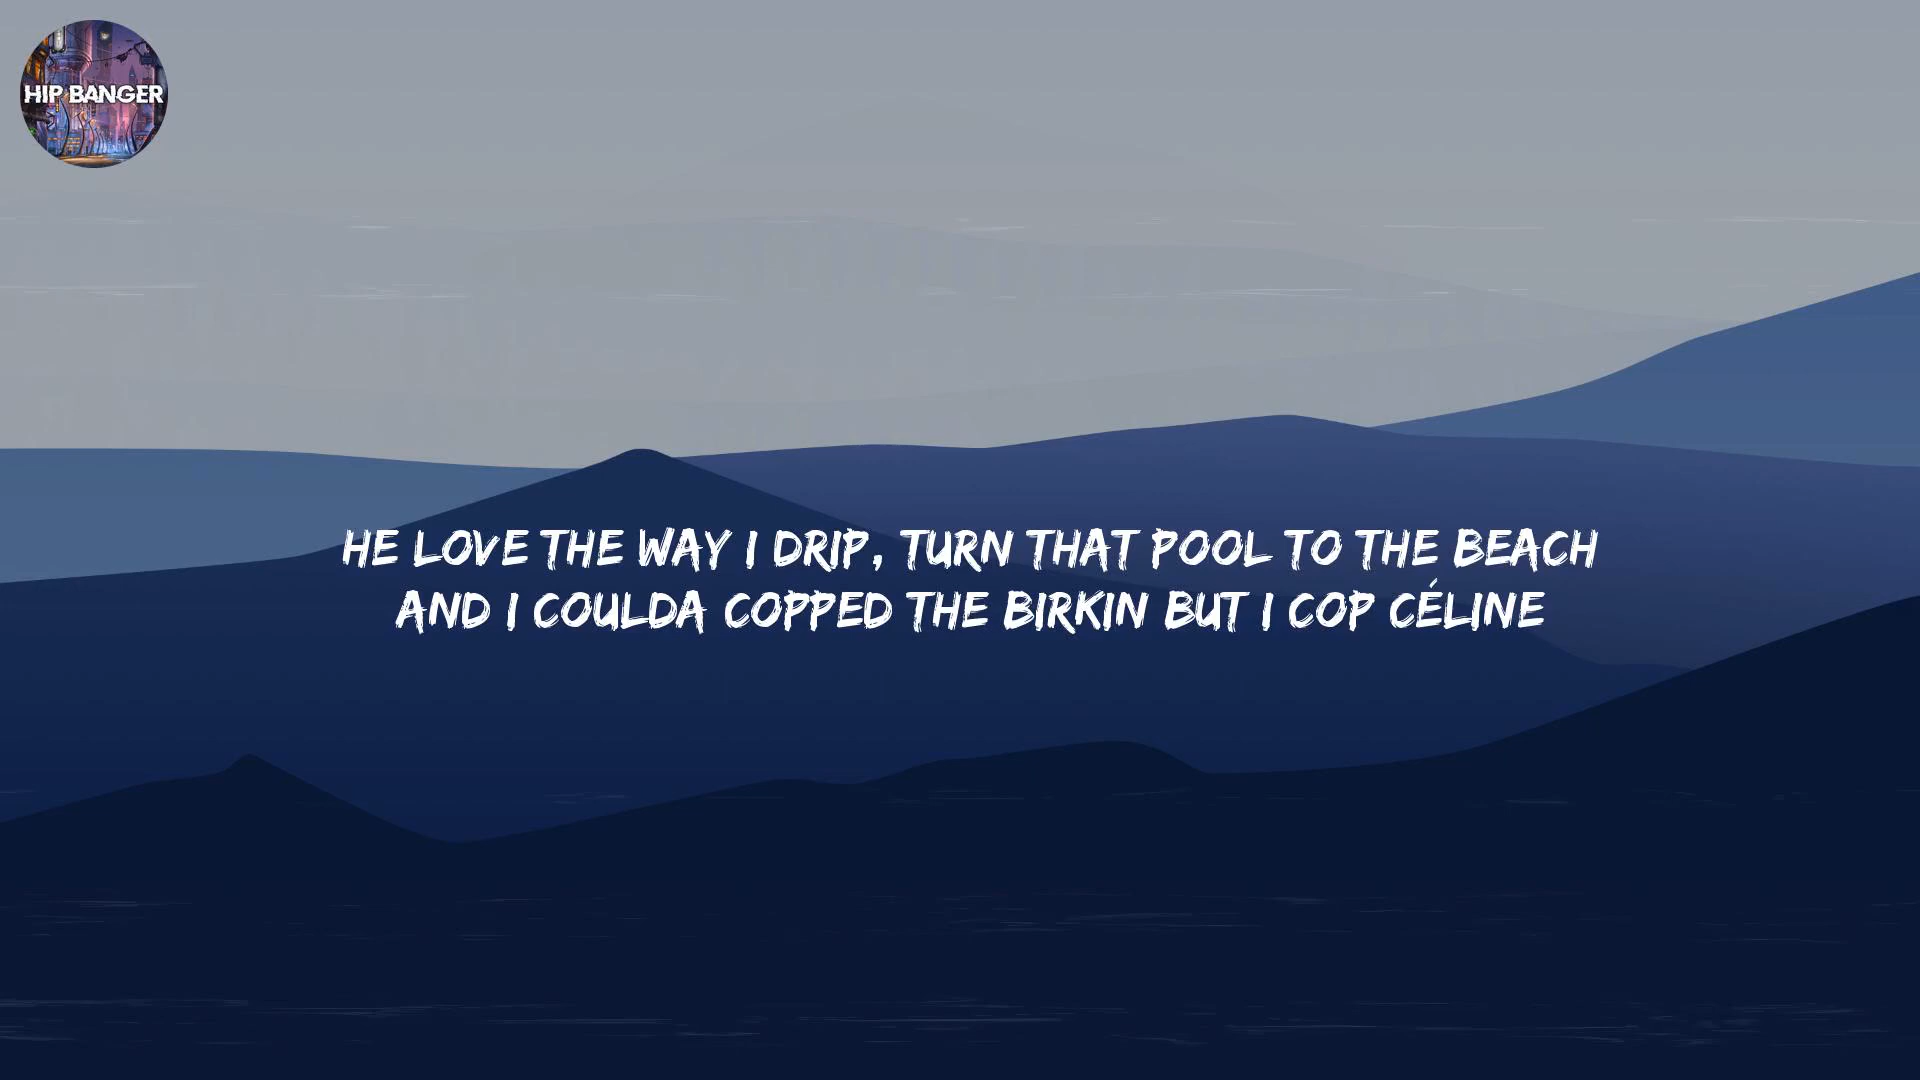 HIP BANGER
HE LOVE THE WAY I DRIP, TURN THAT POOL TO THE BEACH
AND I COULDA COPPED THE BIRKIN BUT I COP CÉLINE